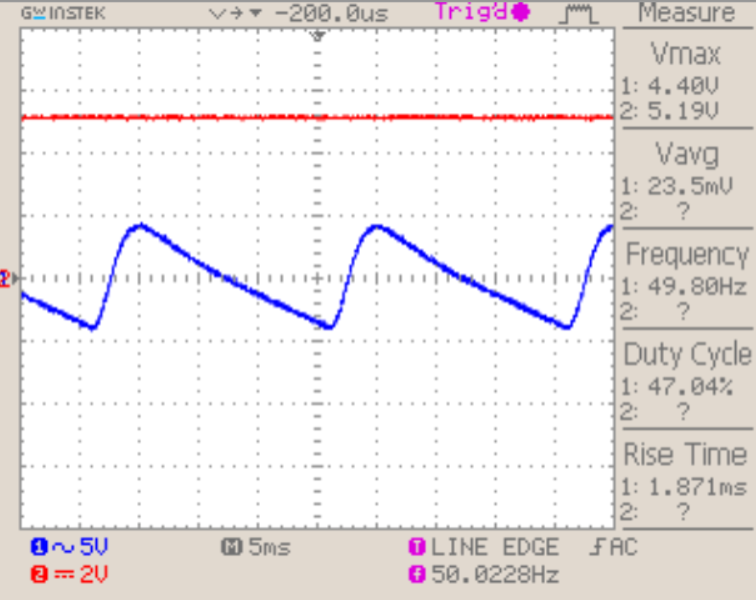 GW INSTEK -200.0us Trig'd Measure
Vmax
1: 4.40V
2: 5.19V
Vavg
1: 23.5mV
2: ?
Frequency
1: 49.80Hz
2: ?
Duty Cycle
1: 47.04%
2: ?
Rise Time
1: 1.871ms
2: ?
1 5V M 5ms T LINE EDGE AC
2 2V f 50.0228Hz